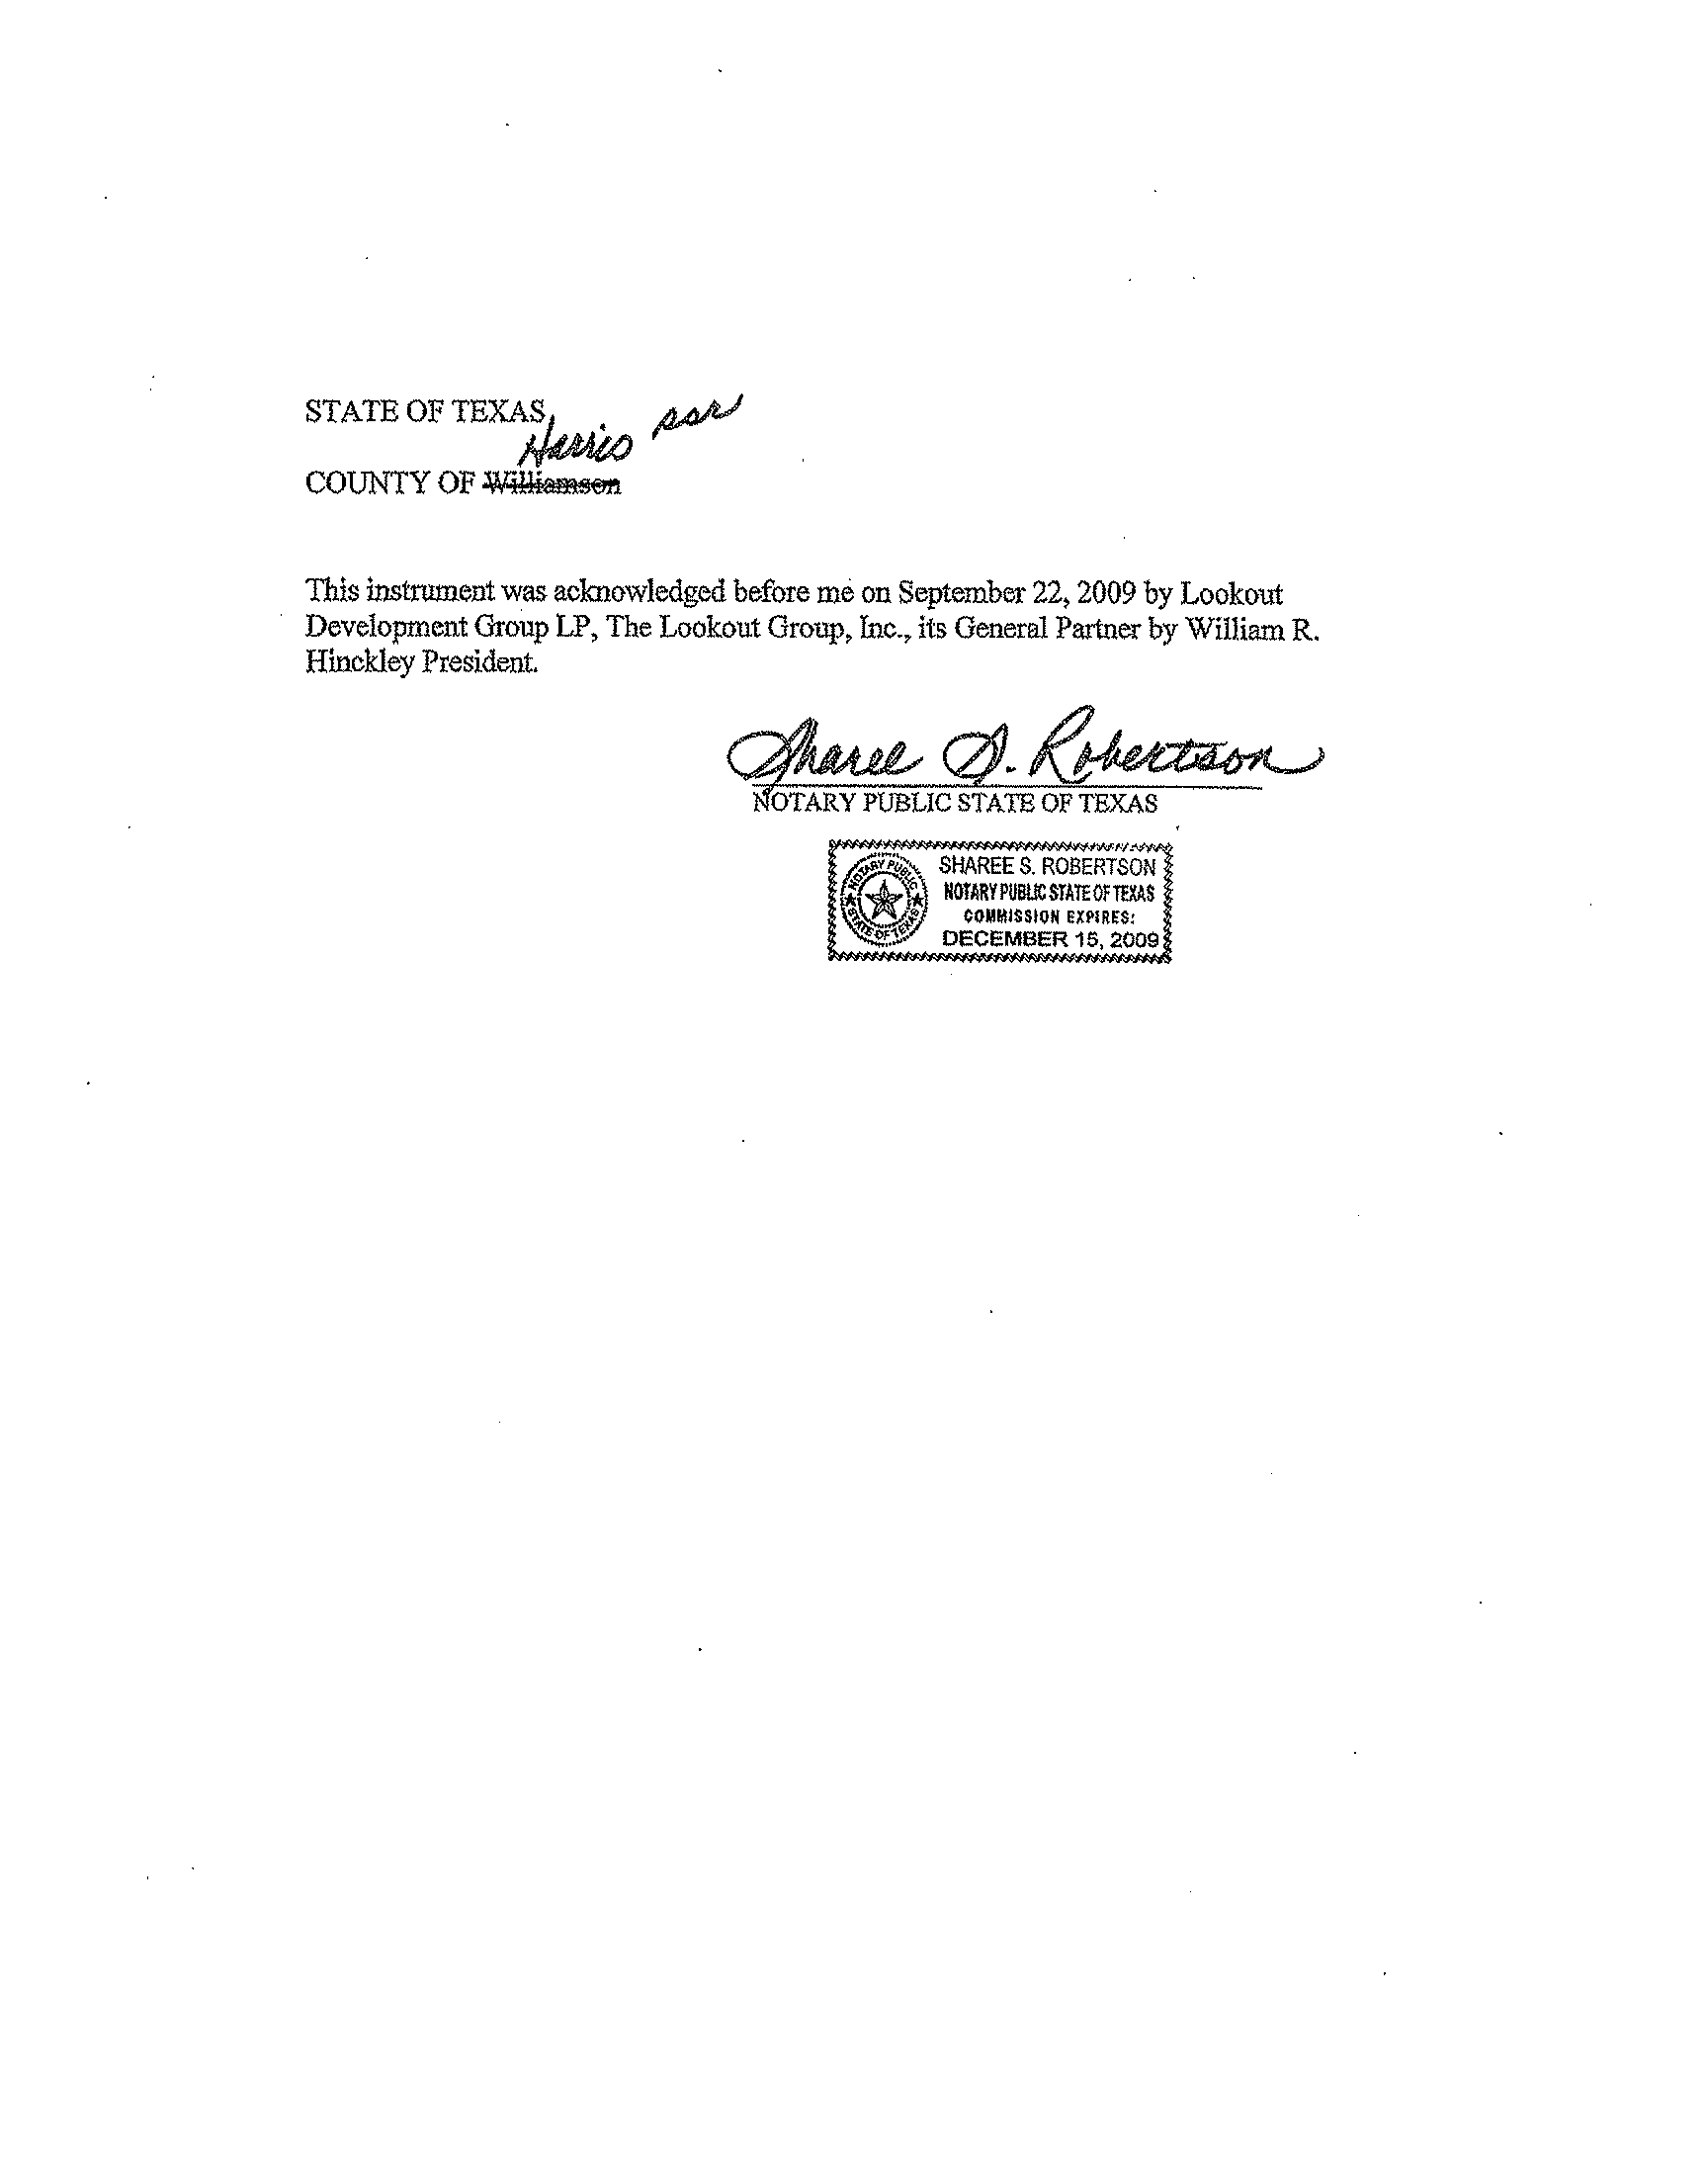 STATE OF TEXAS
Harris ssr
COUNTY OF Williamson
This instrument was acknowledged before me on September 22, 2009 by Lookout
Development Group LP, The Lookout Group, Inc., its General Partner by William R.
Hinckley President.
Sharee S. Robertson
NOTARY PUBLIC STATE OF TEXAS
NOTARY PUBLIC
STATE OF TEXAS
SHAREE S. ROBERTSON
NOTARY PUBLIC STATE OF TEXAS
COMMISSION EXPIRES:
DECEMBER 15, 2009